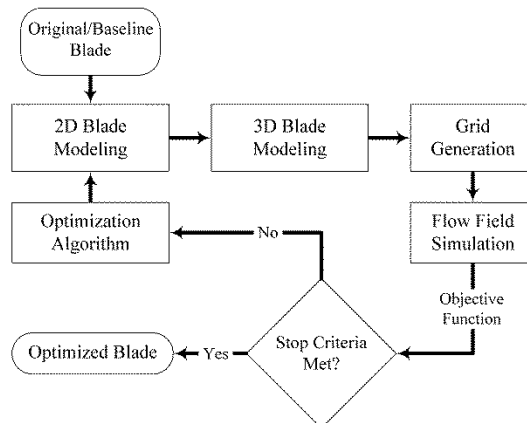 Original/Baseline
Blade
2D Blade
Modeling
3D Blade
Modeling
Grid
Generation
Optimization
Algorithm
No
Flow Field
Simulation
Objective
Function
Optimized Blade
Yes
Stop Criteria
Met?